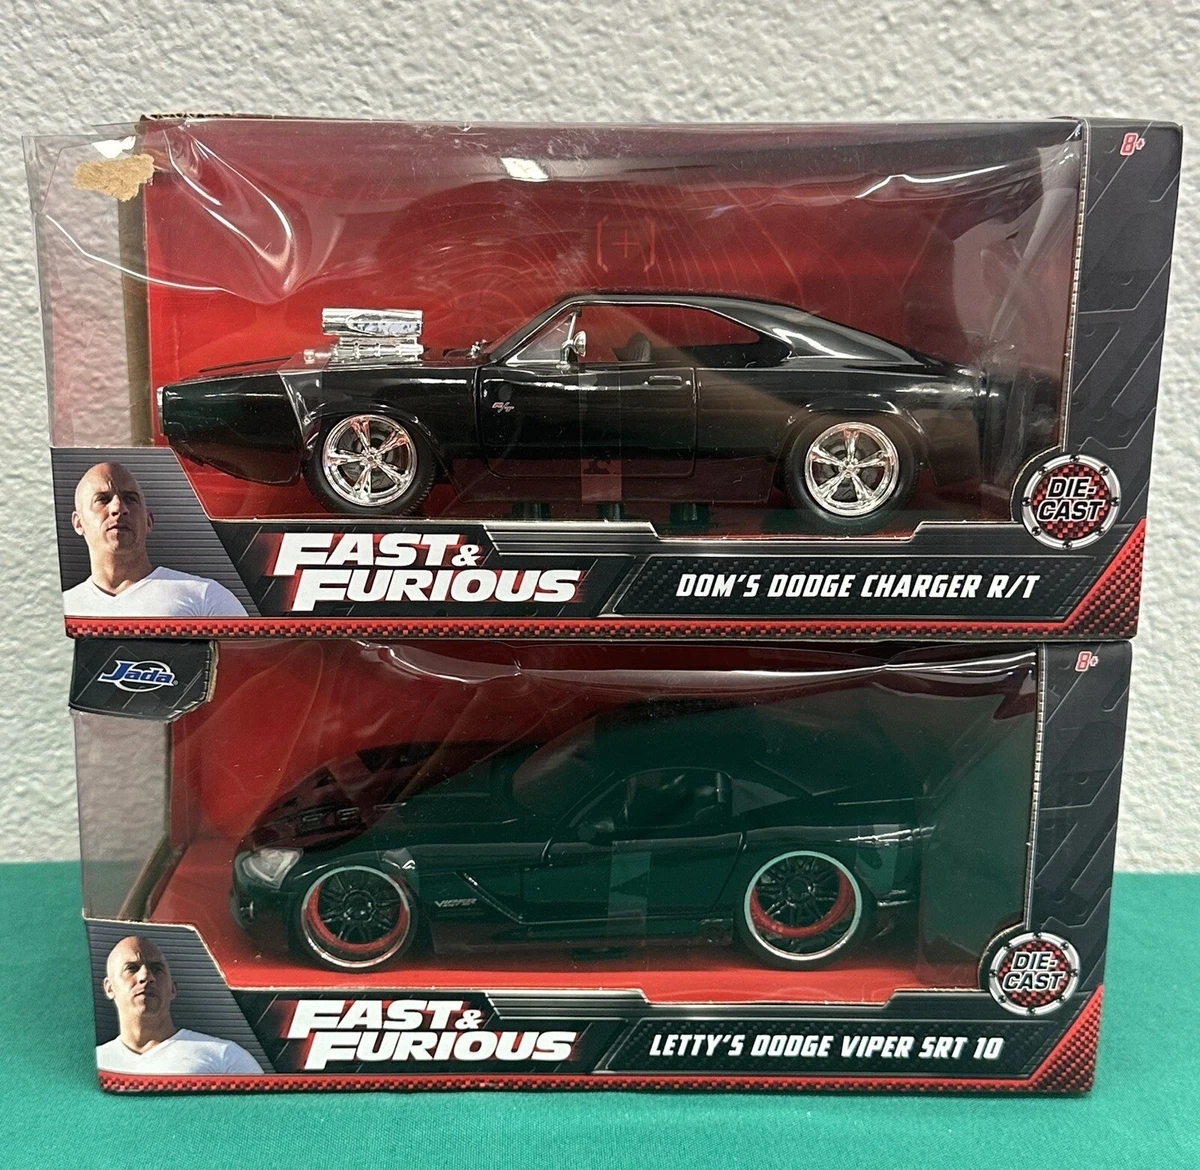 8+
R/T
DIE-
CAST
FAST &
FURIOUS
DOM'S DODGE CHARGER R/T
Jada
8+
VIPER
DIE-
CAST
FAST &
FURIOUS
LETTY'S DODGE VIPER SRT 10